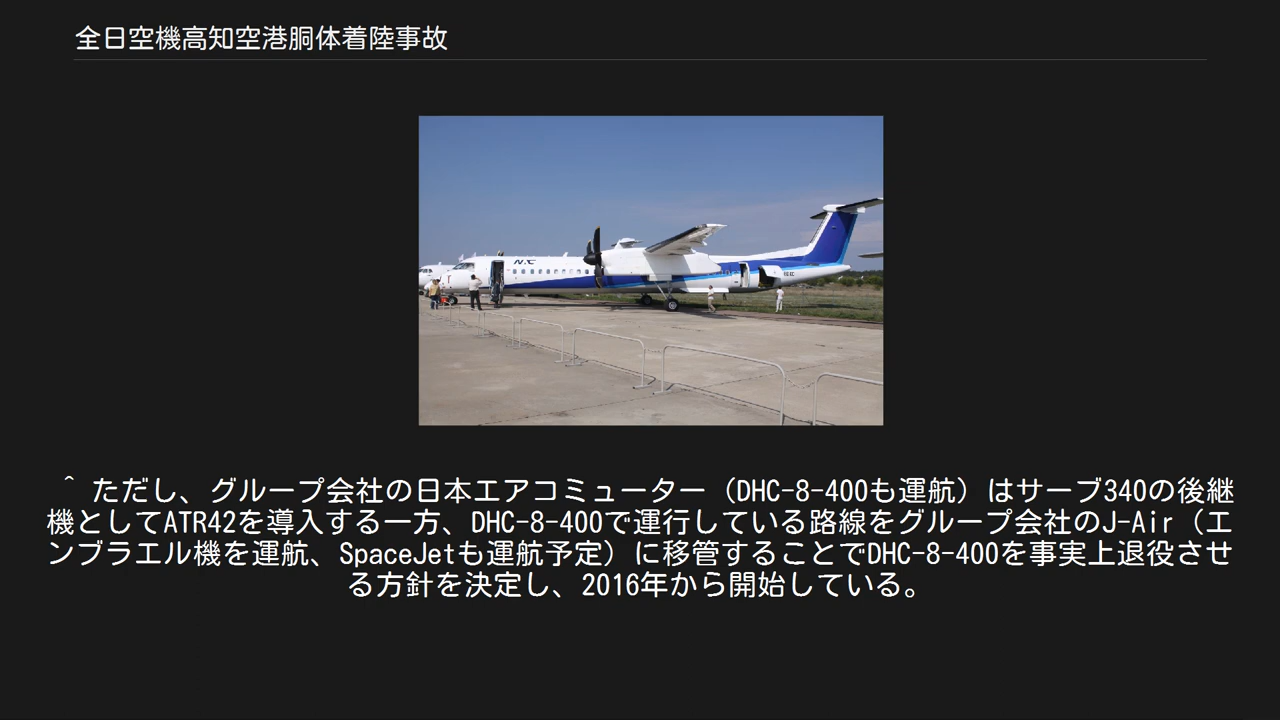 全日空機高知空港胴体着陸事故
^ ただし、グループ会社の日本エアコミューター（DHC-8-400も運航）はサーブ340の後継
機としてATR42を導入する一方、DHC-8-400で運行している路線をグループ会社のJ-Air（エ
ンブラエル機を運航、SpaceJetも運航予定）に移管することでDHC-8-400を事実上退役させ
る方針を決定し、2016年から開始している。